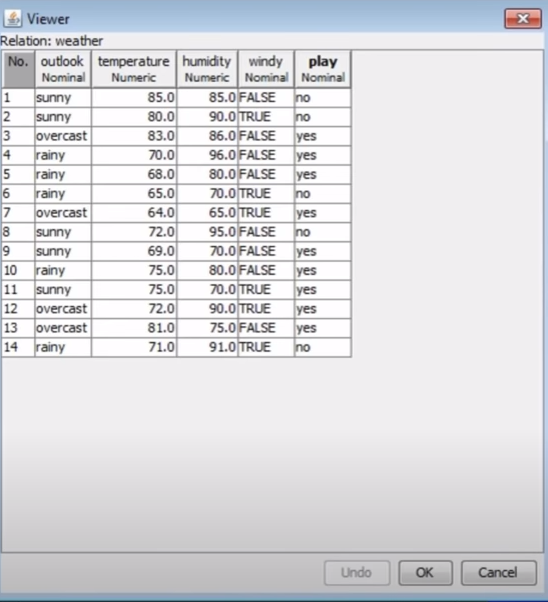 Viewer
Relation: weather
No. outlook temperature humidity windy play
Nominal Numeric Numeric Nominal Nominal
1 sunny 85.0 85.0 FALSE no
2 sunny 80.0 90.0 TRUE no
3 overcast 83.0 86.0 FALSE yes
4 rainy 70.0 96.0 FALSE yes
5 rainy 68.0 80.0 FALSE yes
6 rainy 65.0 70.0 TRUE no
7 overcast 64.0 65.0 TRUE yes
8 sunny 72.0 95.0 FALSE no
9 sunny 69.0 70.0 FALSE yes
10 rainy 75.0 80.0 FALSE yes
11 sunny 75.0 70.0 TRUE yes
12 overcast 72.0 90.0 TRUE yes
13 overcast 81.0 75.0 FALSE yes
14 rainy 71.0 91.0 TRUE no
Undo OK Cancel